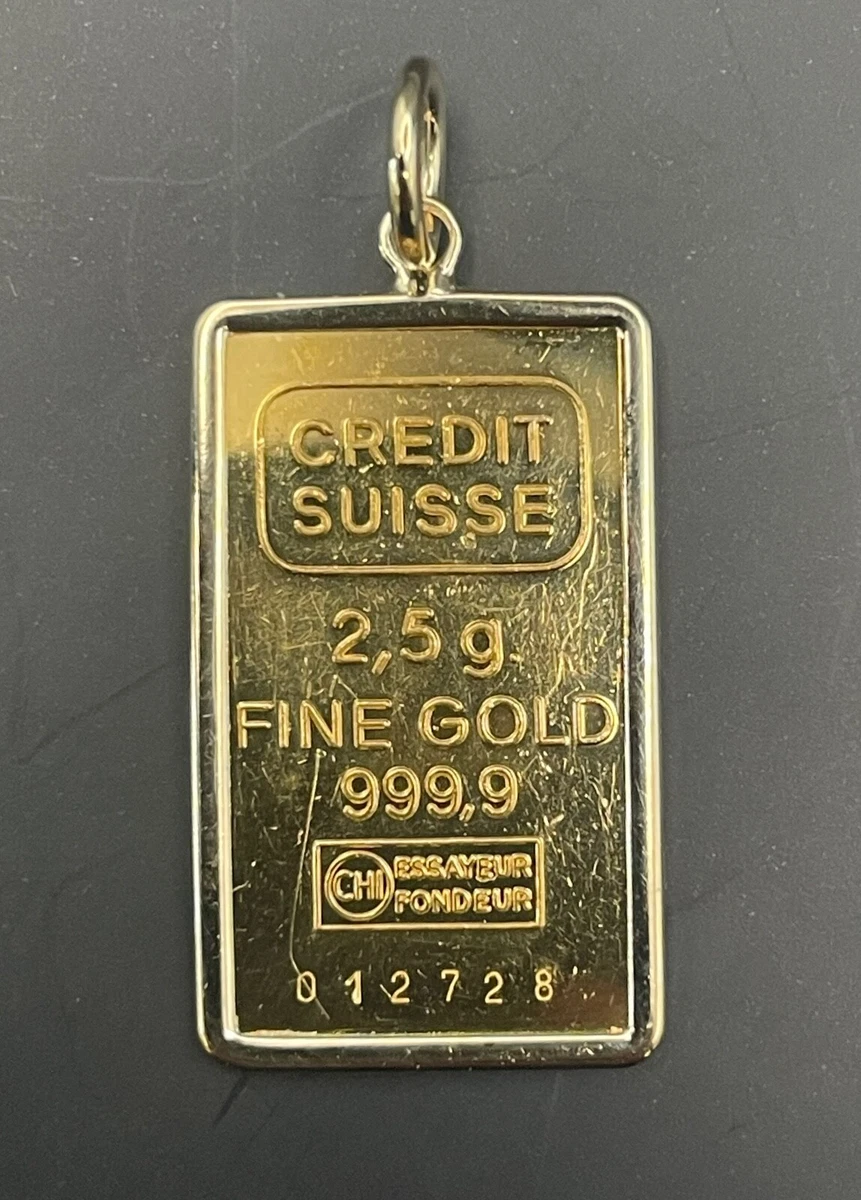 CREDIT
SUISSE
2,5 g.
FINE GOLD
999,9
CHI ESSAYEUR
FONDEUR
012728